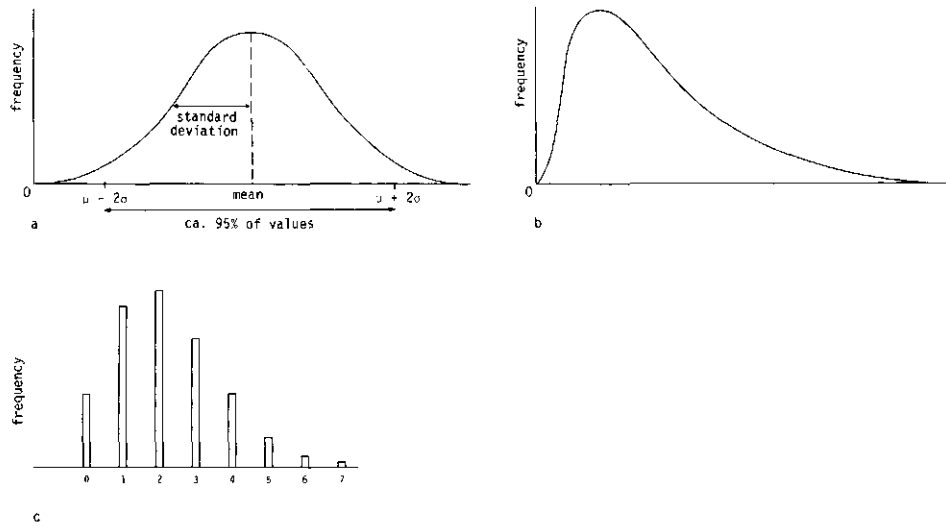 frequency
standard
deviation
0
μ - 2σ
mean
μ + 2σ
ca. 95% of values
a
frequency
0
b
frequency
0 1 2 3 4 5 6 7
c